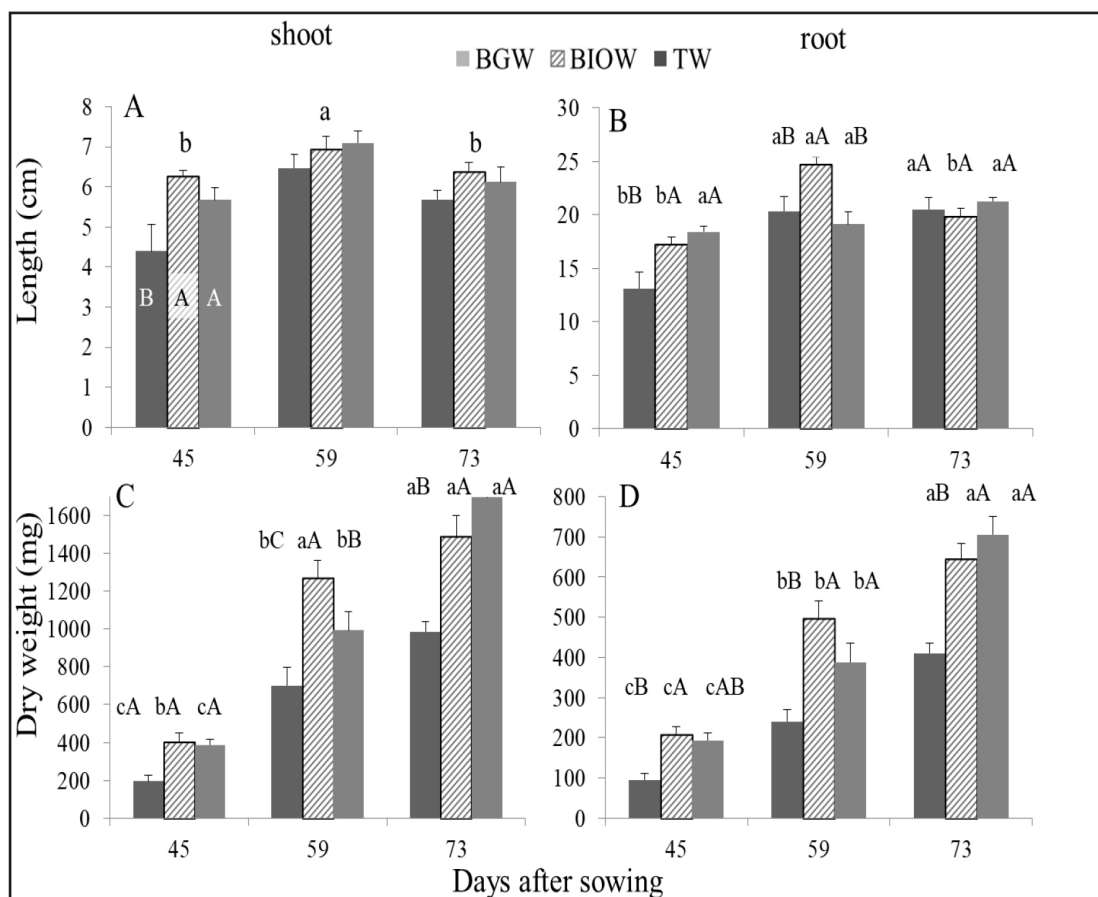 shoot
root
BGW BIOW TW
A
8
7
6
5
4
3
2
1
0
b
a
b
B A A
45 59 73
B
30
25
20
15
10
5
0
bB bA aA
aB aA aB
aA bA aA
45 59 73
Length (cm)
C
1600
1400
1200
1000
800
600
400
200
0
cA bA cA
bC aA bB
aB aA aA
45 59 73
D
800
700
600
500
400
300
200
100
0
cB cA cAB
bB bA bA
aB aA aA
45 59 73
Dry weight (mg)
Days after sowing